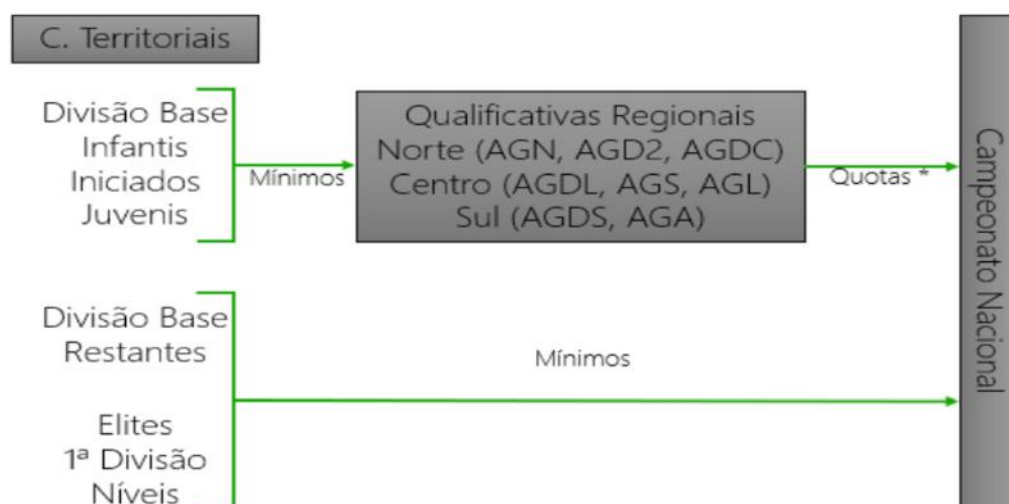 C. Territoriais
Divisão Base
Infantis
Iniciados
Juvenis
Mínimos
Qualificativas Regionais
Norte (AGN, AGD2, AGDC)
Centro (AGDL, AGS, AGL)
Sul (AGDS, AGA)
Quotas *
Divisão Base
Restantes
Elites
1ª Divisão
Níveis
Mínimos
Campeonato Nacional